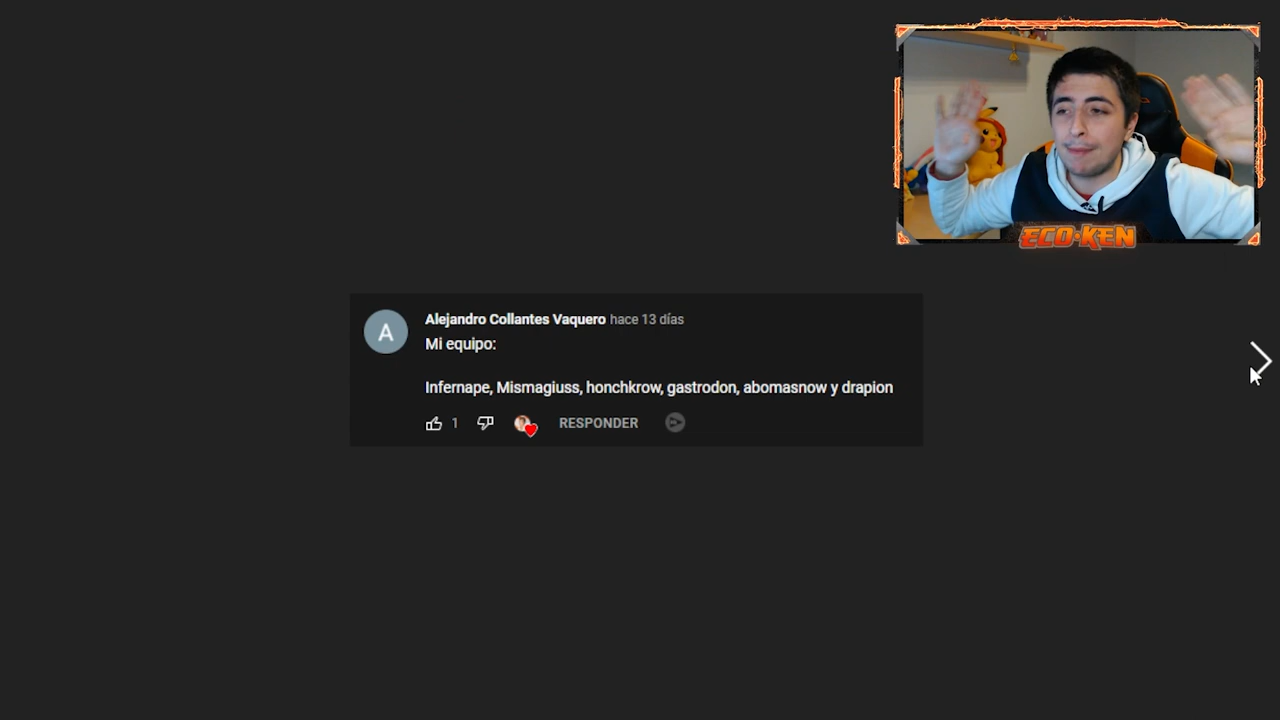 ECO·KEN
A
Alejandro Collantes Vaquero hace 13 días
Mi equipo:
Infernape, Mismagiuss, honchkrow, gastrodon, abomasnow y drapion
1 RESPONDER